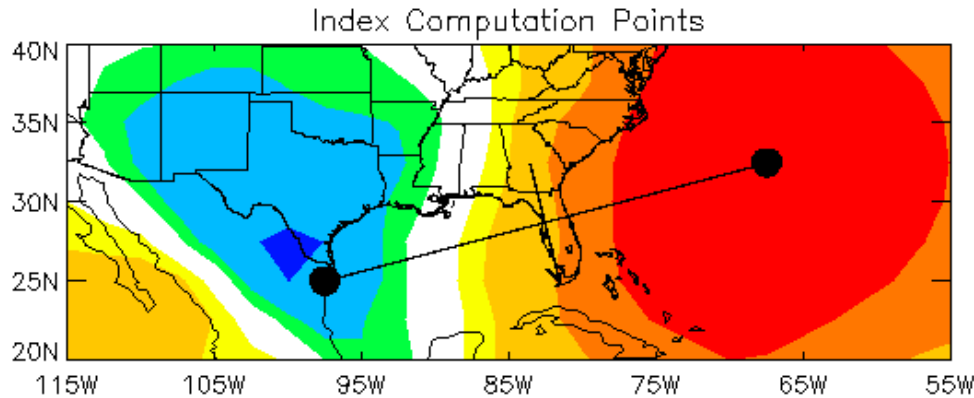 Index Computation Points
40N
35N
30N
25N
20N
115W 105W 95W 85W 75W 65W 55W